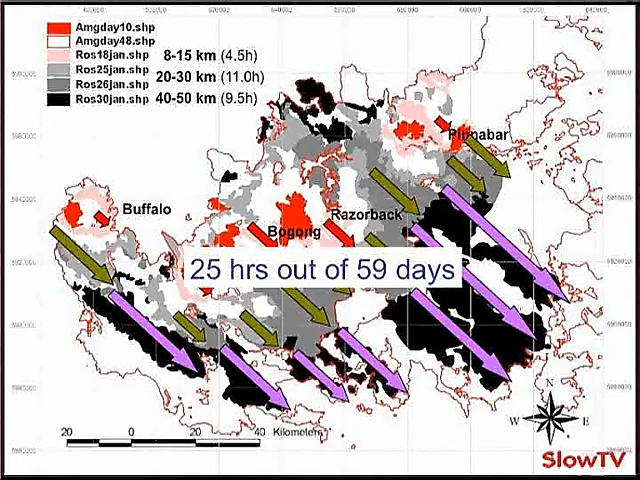 Amgday10.shp
Amgday48.shp
Ros18jan.shp 8-15 km (4.5h)
Ros25jan.shp
Ros26jan.shp 20-30 km (11.0h)
Ros30jan.shp 40-50 km (9.5h)
Pinnabar
Buffalo
Razorback
Bogong
25 hrs out of 59 days
N
W E
S
20 0 20 40 Kilometers
SlowTV